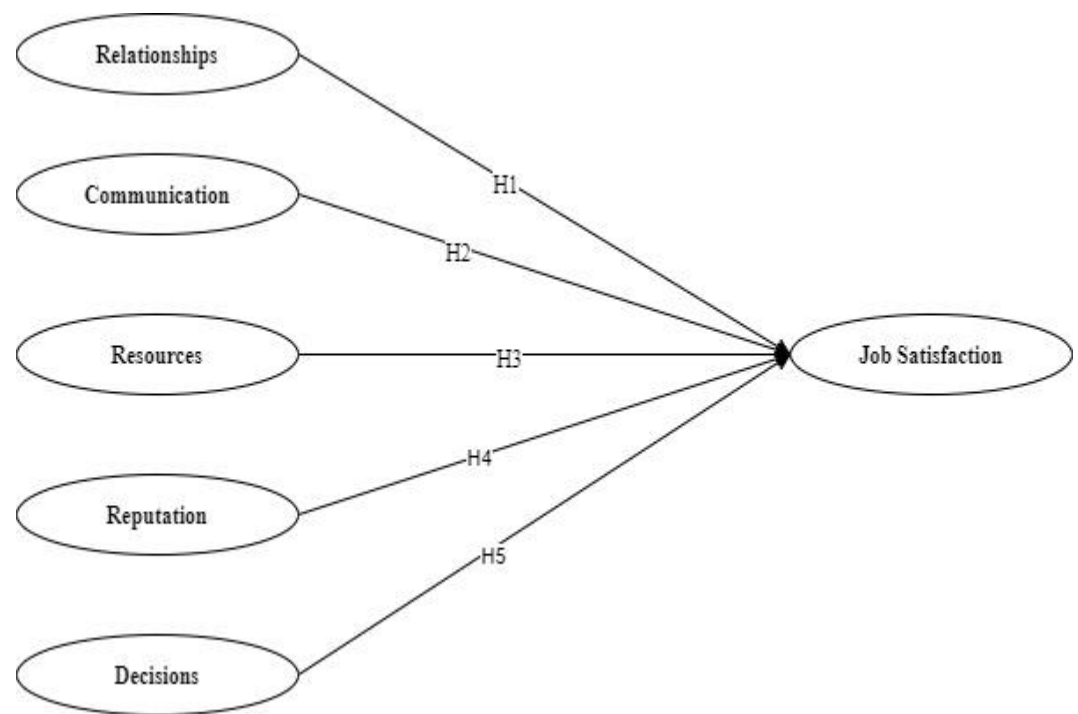 Relationships
H1
Communication
H2
Resources
H3
Job Satisfaction
H4
Reputation
H5
Decisions